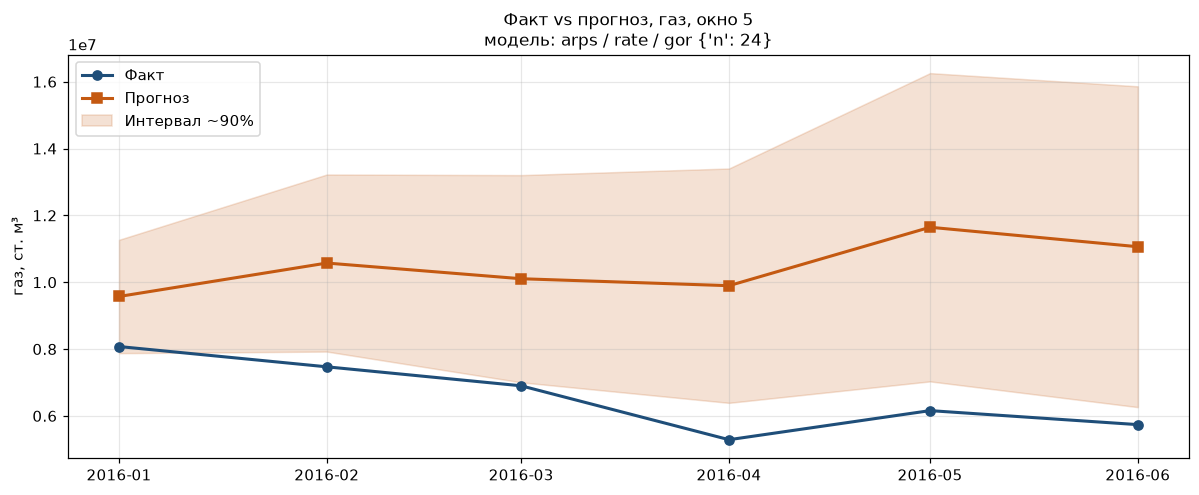 Факт vs прогноз, газ, окно 5
модель: arps / rate / gor {'n': 24}
1e7
Факт
Прогноз
Интервал ~90%
1.6
1.4
1.2
1.0
0.8
0.6
газ, ст. м³
2016-01 2016-02 2016-03 2016-04 2016-05 2016-06